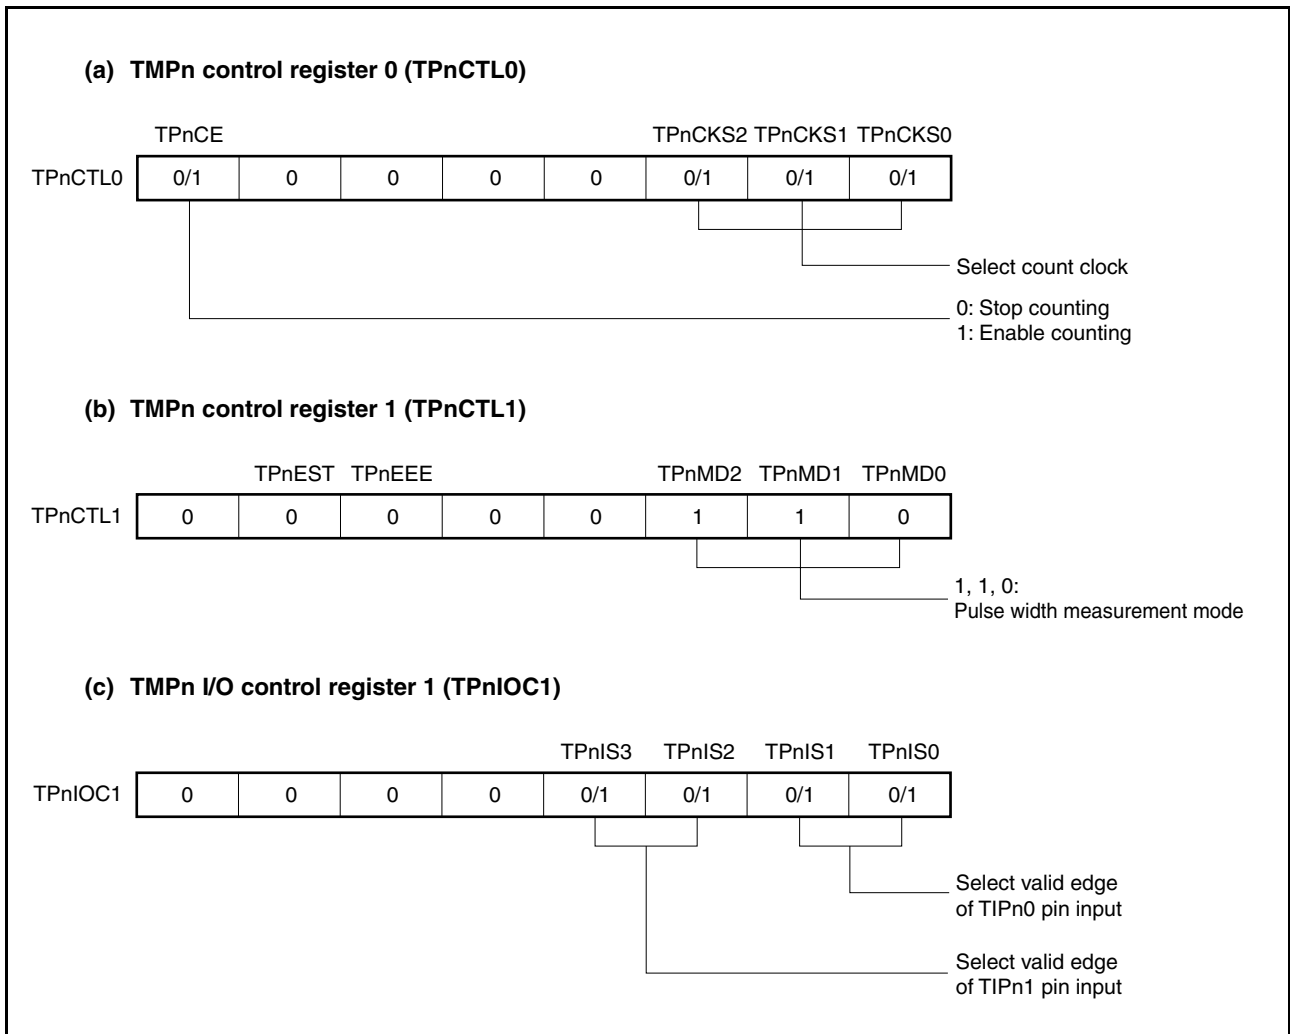 (a) TMPn control register 0 (TPnCTL0)
TPnCE TPnCKS2 TPnCKS1 TPnCKS0
TPnCTL0 0/1 0 0 0 0 0/1 0/1 0/1
Select count clock
0: Stop counting
1: Enable counting
(b) TMPn control register 1 (TPnCTL1)
TPnEST TPnEEE TPnMD2 TPnMD1 TPnMD0
TPnCTL1 0 0 0 0 0 1 1 0
1, 1, 0:
Pulse width measurement mode
(c) TMPn I/O control register 1 (TPnIOC1)
TPnIS3 TPnIS2 TPnIS1 TPnIS0
TPnIOC1 0 0 0 0 0/1 0/1 0/1 0/1
Select valid edge
of TIPn0 pin input
Select valid edge
of TIPn1 pin input